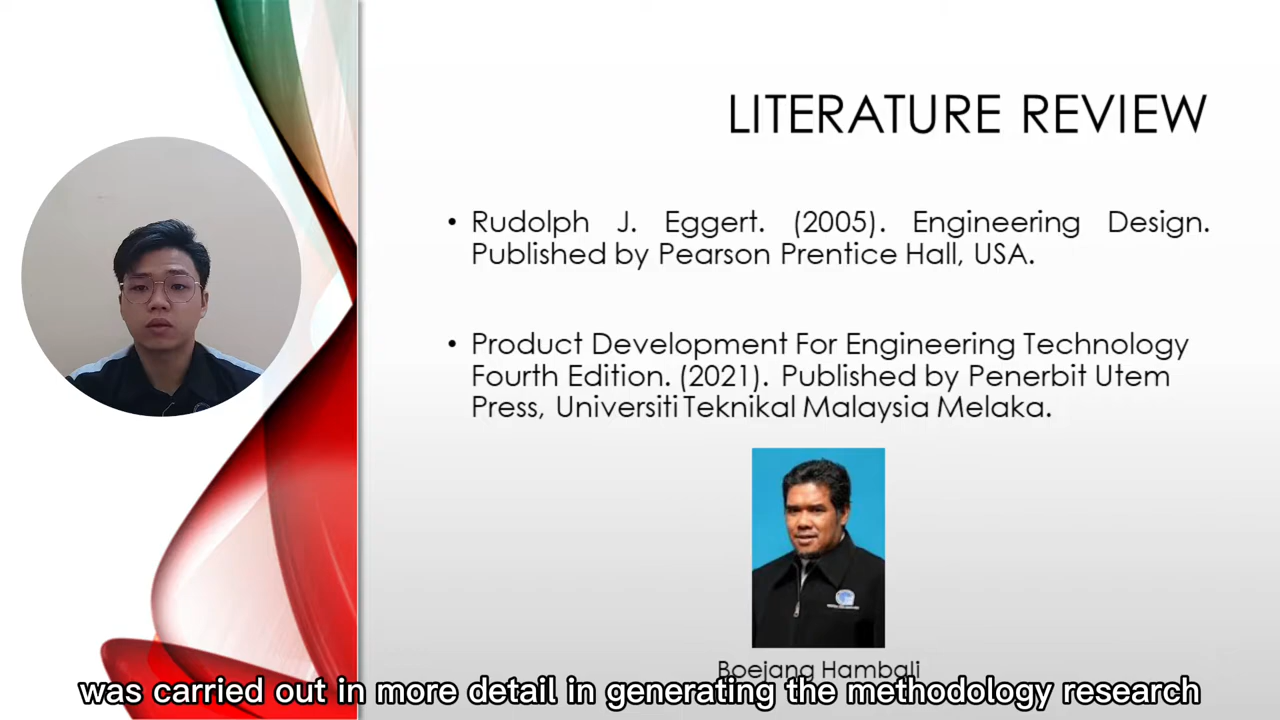 LITERATURE REVIEW
• Rudolph J. Eggert. (2005). Engineering Design.
Published by Pearson Prentice Hall, USA.
• Product Development For Engineering Technology
Fourth Edition. (2021). Published by Penerbit Utem
Press, Universiti Teknikal Malaysia Melaka.
Boejang Hambali
was carried out in more detail in generating the methodology research